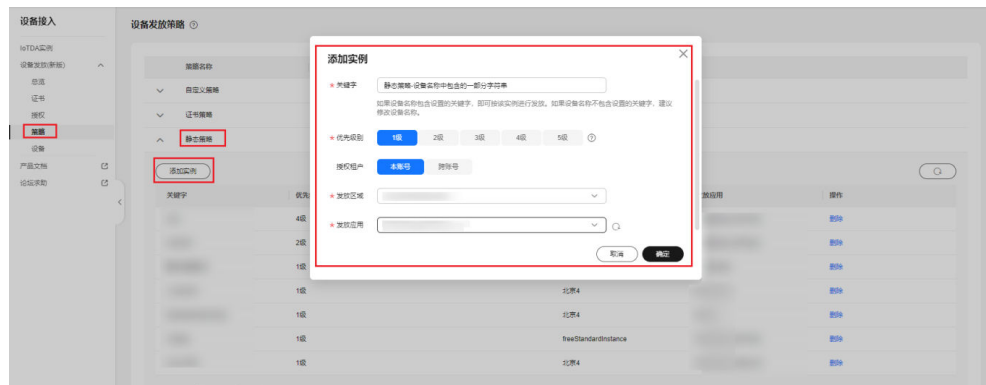 设备接入
设备发放策略
IoTDA实例
设备发放(新版)
总览
证书
授权
策略
设备
产品文档
论坛求助
策略名称
自定义策略
证书策略
静态策略
添加实例
添加实例
* 关键字
静态策略-设备名称中包含的一部分字符串
如果设备名称包含设置的关键字，即可按该实例进行发放。如果设备名称不包含设置的关键字，建议
修改设备名称。
* 优先级别 1级 2级 3级 4级 5级
授权租户 本账号 跨账号
* 发放区域
* 发放应用
取消 确定
关键字 优先 放应用 操作
4级 删除
2级 删除
1级 删除
1级 北京4 删除
1级 北京4 删除
1级 freeStandardInstance 删除
1级 北京4 删除